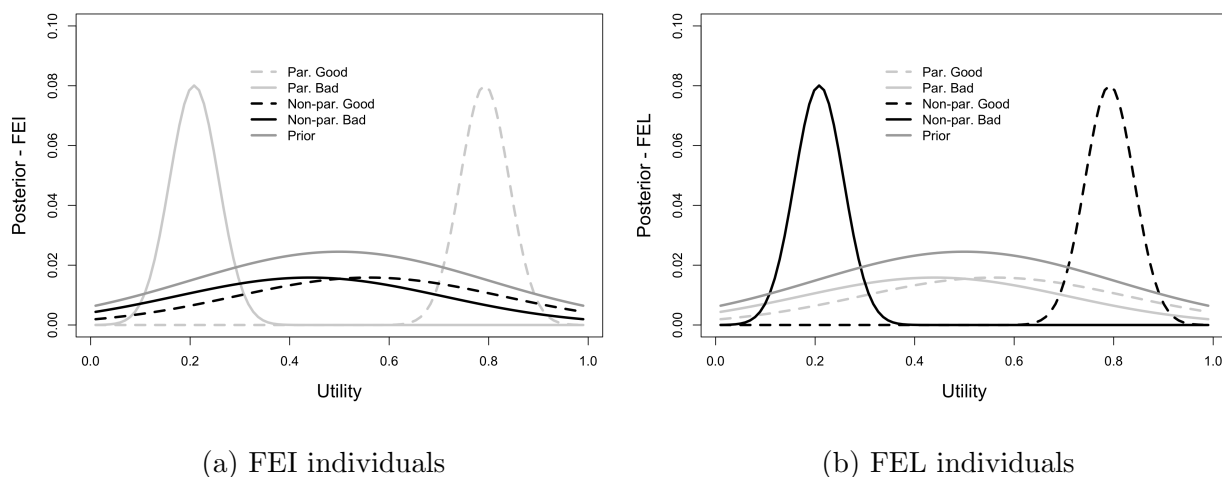 Posterior - FEI
0.10
0.08
0.06
0.04
0.02
0.00
Par. Good
Par. Bad
Non-par. Good
Non-par. Bad
Prior
0.0 0.2 0.4 0.6 0.8 1.0
Utility
(a) FEI individuals
Posterior - FEL
0.10
0.08
0.06
0.04
0.02
0.00
Par. Good
Par. Bad
Non-par. Good
Non-par. Bad
Prior
0.0 0.2 0.4 0.6 0.8 1.0
Utility
(b) FEL individuals